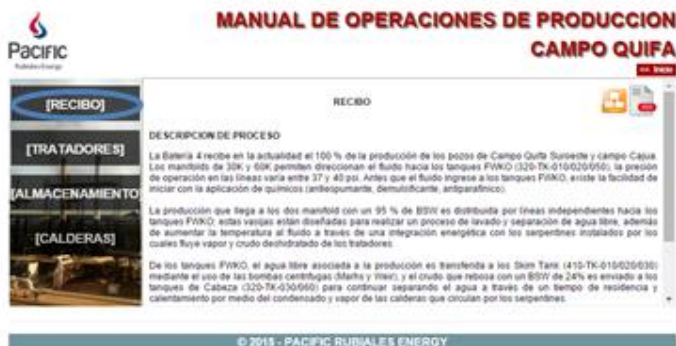 MANUAL DE OPERACIONES DE PRODUCCION
CAMPO QUIFA
PACIFIC
Rubiales Energy
<< Inicio
[RECIBO]
[TRATADORES]
[ALMACENAMIENTO
[CALDERAS]
RECIBO
DESCRIPCION DE PROCESO
La Batería 4 recibe en la actualidad el 100 % de la producción de los pozos de Campo Quifa Suroeste y campo Cajua.
Los manifolds de 30K y 60K permiten direccionan el fluido hacia los tanques FWKO (320-TK-010/020/050), la presión
de operación en las líneas varía entre 37 y 40 psi. Antes que el fluido ingrese a los tanques FWKO, existe la facilidad de
iniciar con la aplicación de químicos (antiespumante, demulsificante, antiparafínico).
La producción que llega a los dos manifold con un 95 % de BSW es distribuida por líneas independientes hacia los
tanques FWKO; estas vasijas están diseñadas para realizar un proceso de lavado y separación de agua libre, además
de aumentar la temperatura al fluido a través de una integración energética con los serpentines instalados por los
cuales fluye vapor y crudo deshidratado de los tratadores.
De los tanques FWKO, el agua libre asociada a la producción es transferida a los Skim Tank (410-TK-010/020/030)
mediante el uso de las bombas centrífugas (Marhs y Weir), y el crudo que rebosa con un BSW de 24% es enviado a los
tanques de Cabeza (320-TK-030/060) para continuar separando el agua a través de un tiempo de residencia y
calentamiento por medio del condensado y vapor de las calderas que circulan por los serpentines.
© 2015 - PACIFIC RUBIALES ENERGY